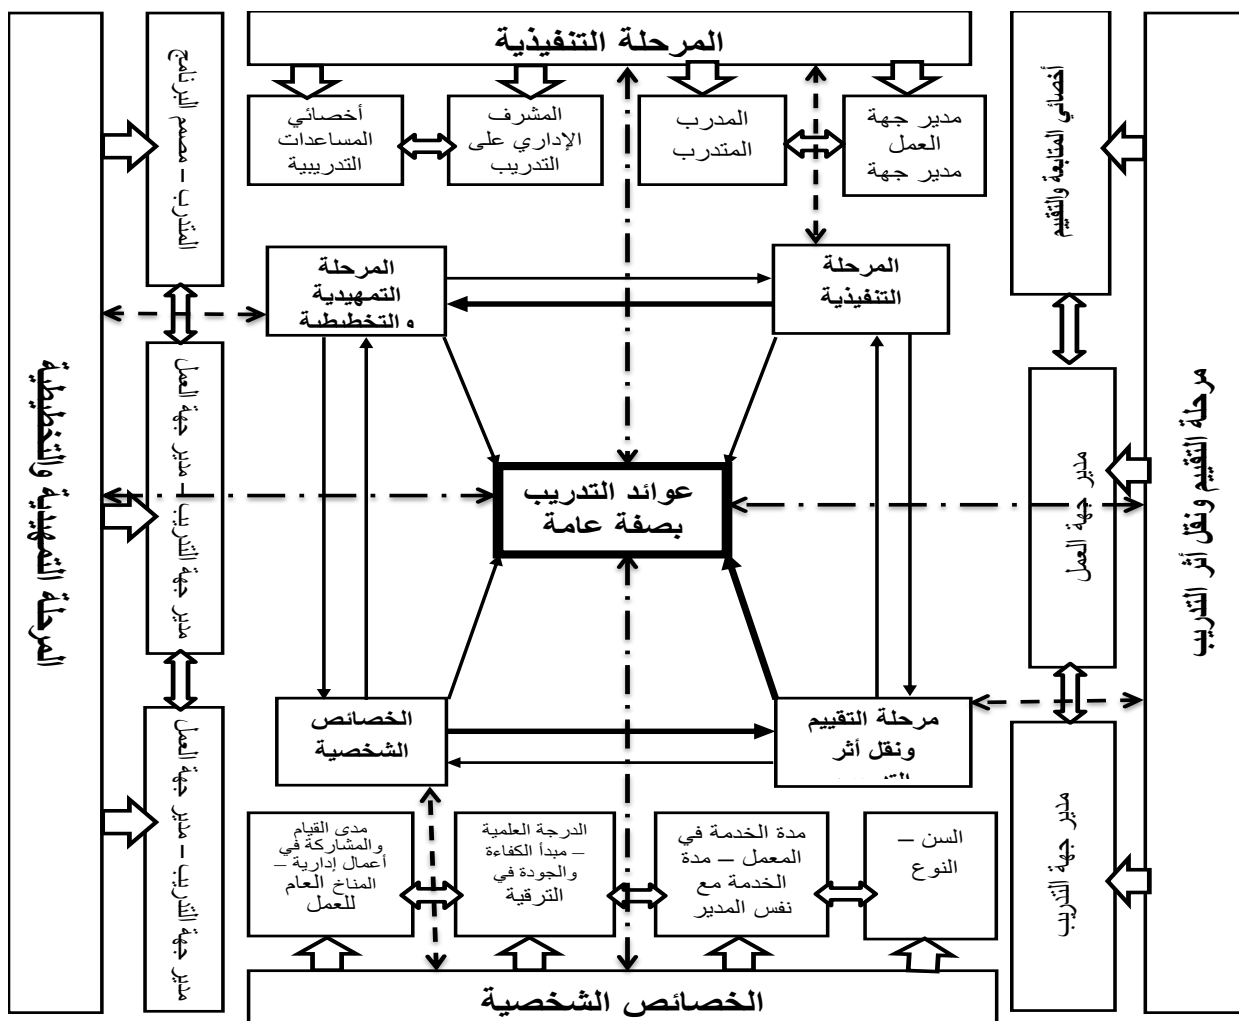 المرحلة التنفيذية
مدير جهة
العمل
مدير جهة
المدرب
المتدرب
المشرف
الإداري على
التدريب
أخصائي
المساعدات
التدريبية
مرحلة التقييم ونقل أثر التدريب
أخصائي المتابعة والتقييم
مدير جهة العمل
مدير جهة التدريب
المرحلة
التنفيذية
المرحلة
التمهيدية
والتخطيطية
عوائد التدريب
بصفة عامة
مرحلة التقييم
ونقل أثر
الخصائص
الشخصية
المتدرب – مصمم البرنامج
مدير جهة التدريب – مدير جهة العمل
مدير جهة التدريب – مدير جهة العمل
المرحلة التمهيدية والتخطيطية
السن –
النوع
مدة الخدمة في
المعمل – مدة
الخدمة مع
نفس المدير
الدرجة العلمية
– مبدأ الكفاءة
والجودة في
الترقية
مدى القيام
والمشاركة في
أعمال إدارية –
المناخ العام
للعمل
الخصائص الشخصية